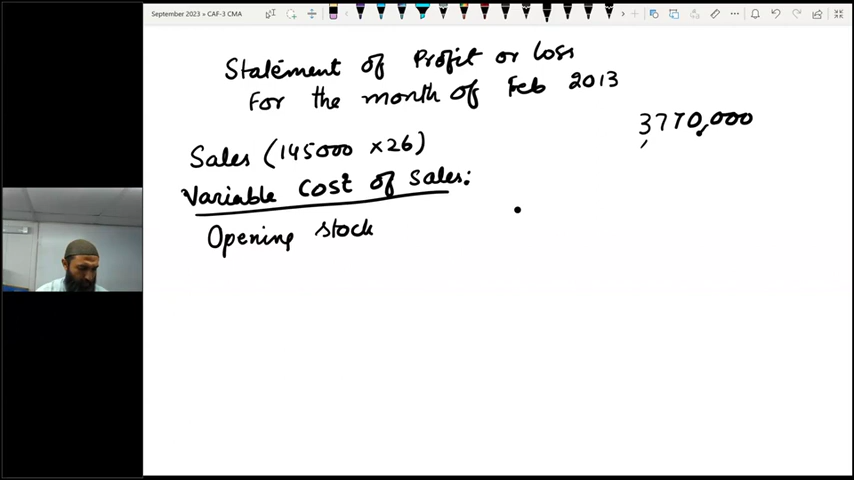 September 2023 » CAF-3 CMA
Statement of Profit or loss
For the month of Feb 2013
3770,000
Sales (145000 ×26)
Variable Cost of Sales:
Opening stock